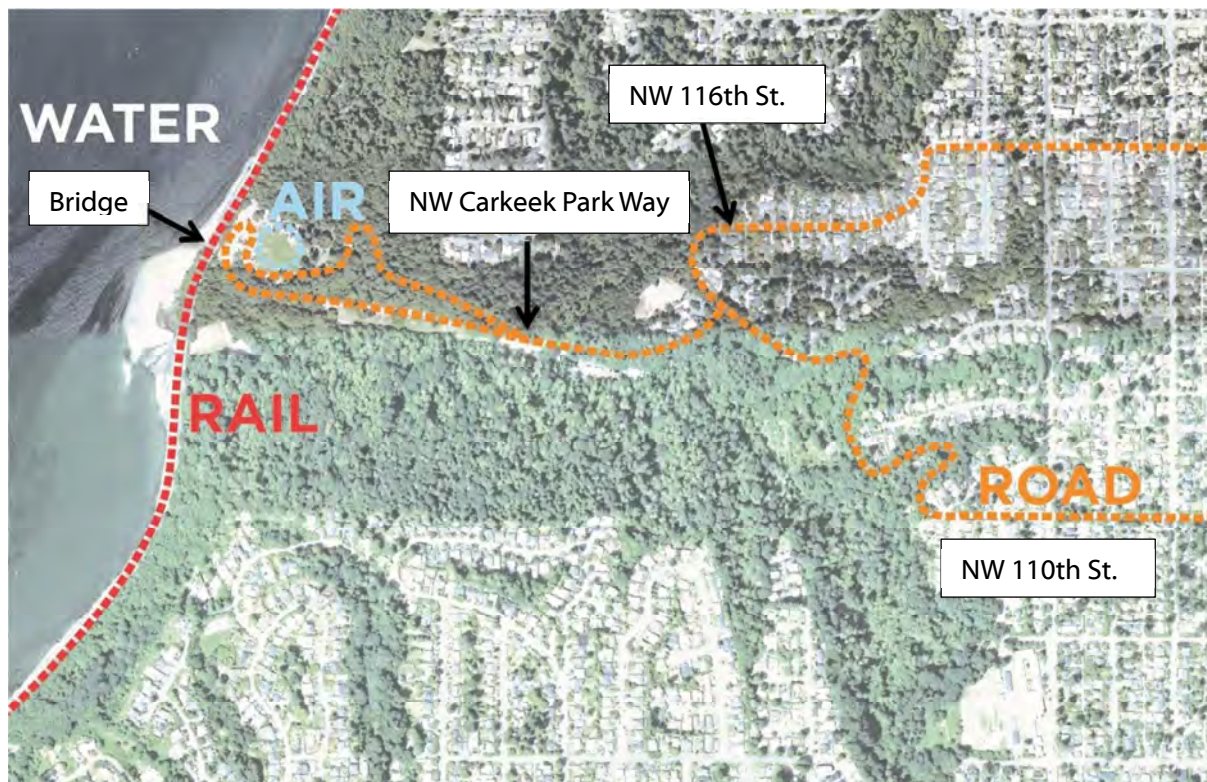 NW 116th St.
WATER
Bridge
AIR
NW Carkeek Park Way
RAIL
ROAD
NW 110th St.